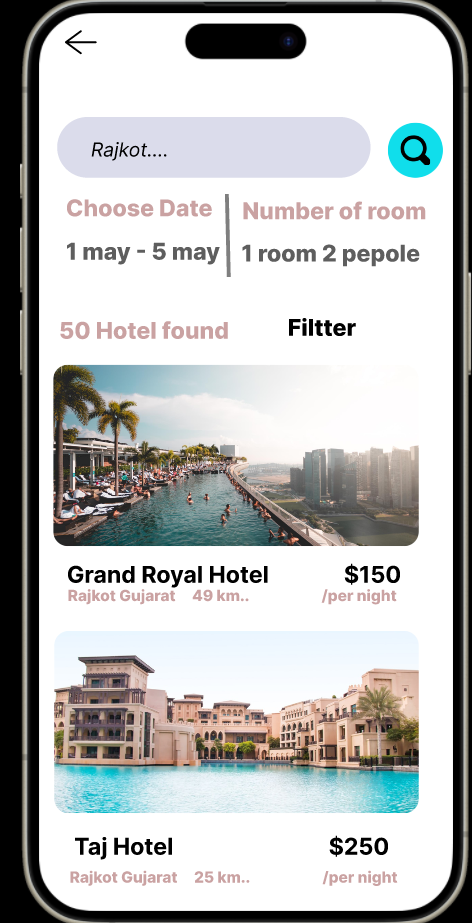 Rajkot....
Choose Date
Number of room
1 may - 5 may
1 room 2 pepole
50 Hotel found
Filtter
Grand Royal Hotel
$150
Rajkot Gujarat 49 km..
/per night
Taj Hotel
$250
Rajkot Gujarat 25 km..
/per night